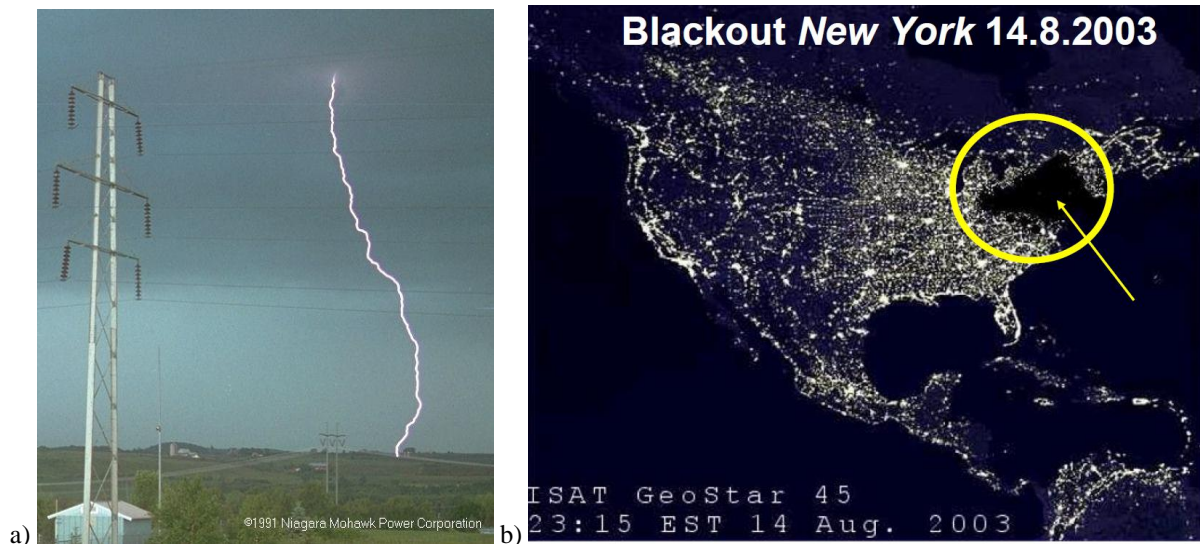 Blackout New York 14.8.2003
ISAT GeoStar 45
23:15 EST 14 Aug. 2003
©1991 Niagara Mohawk Power Corporation
a)
b)